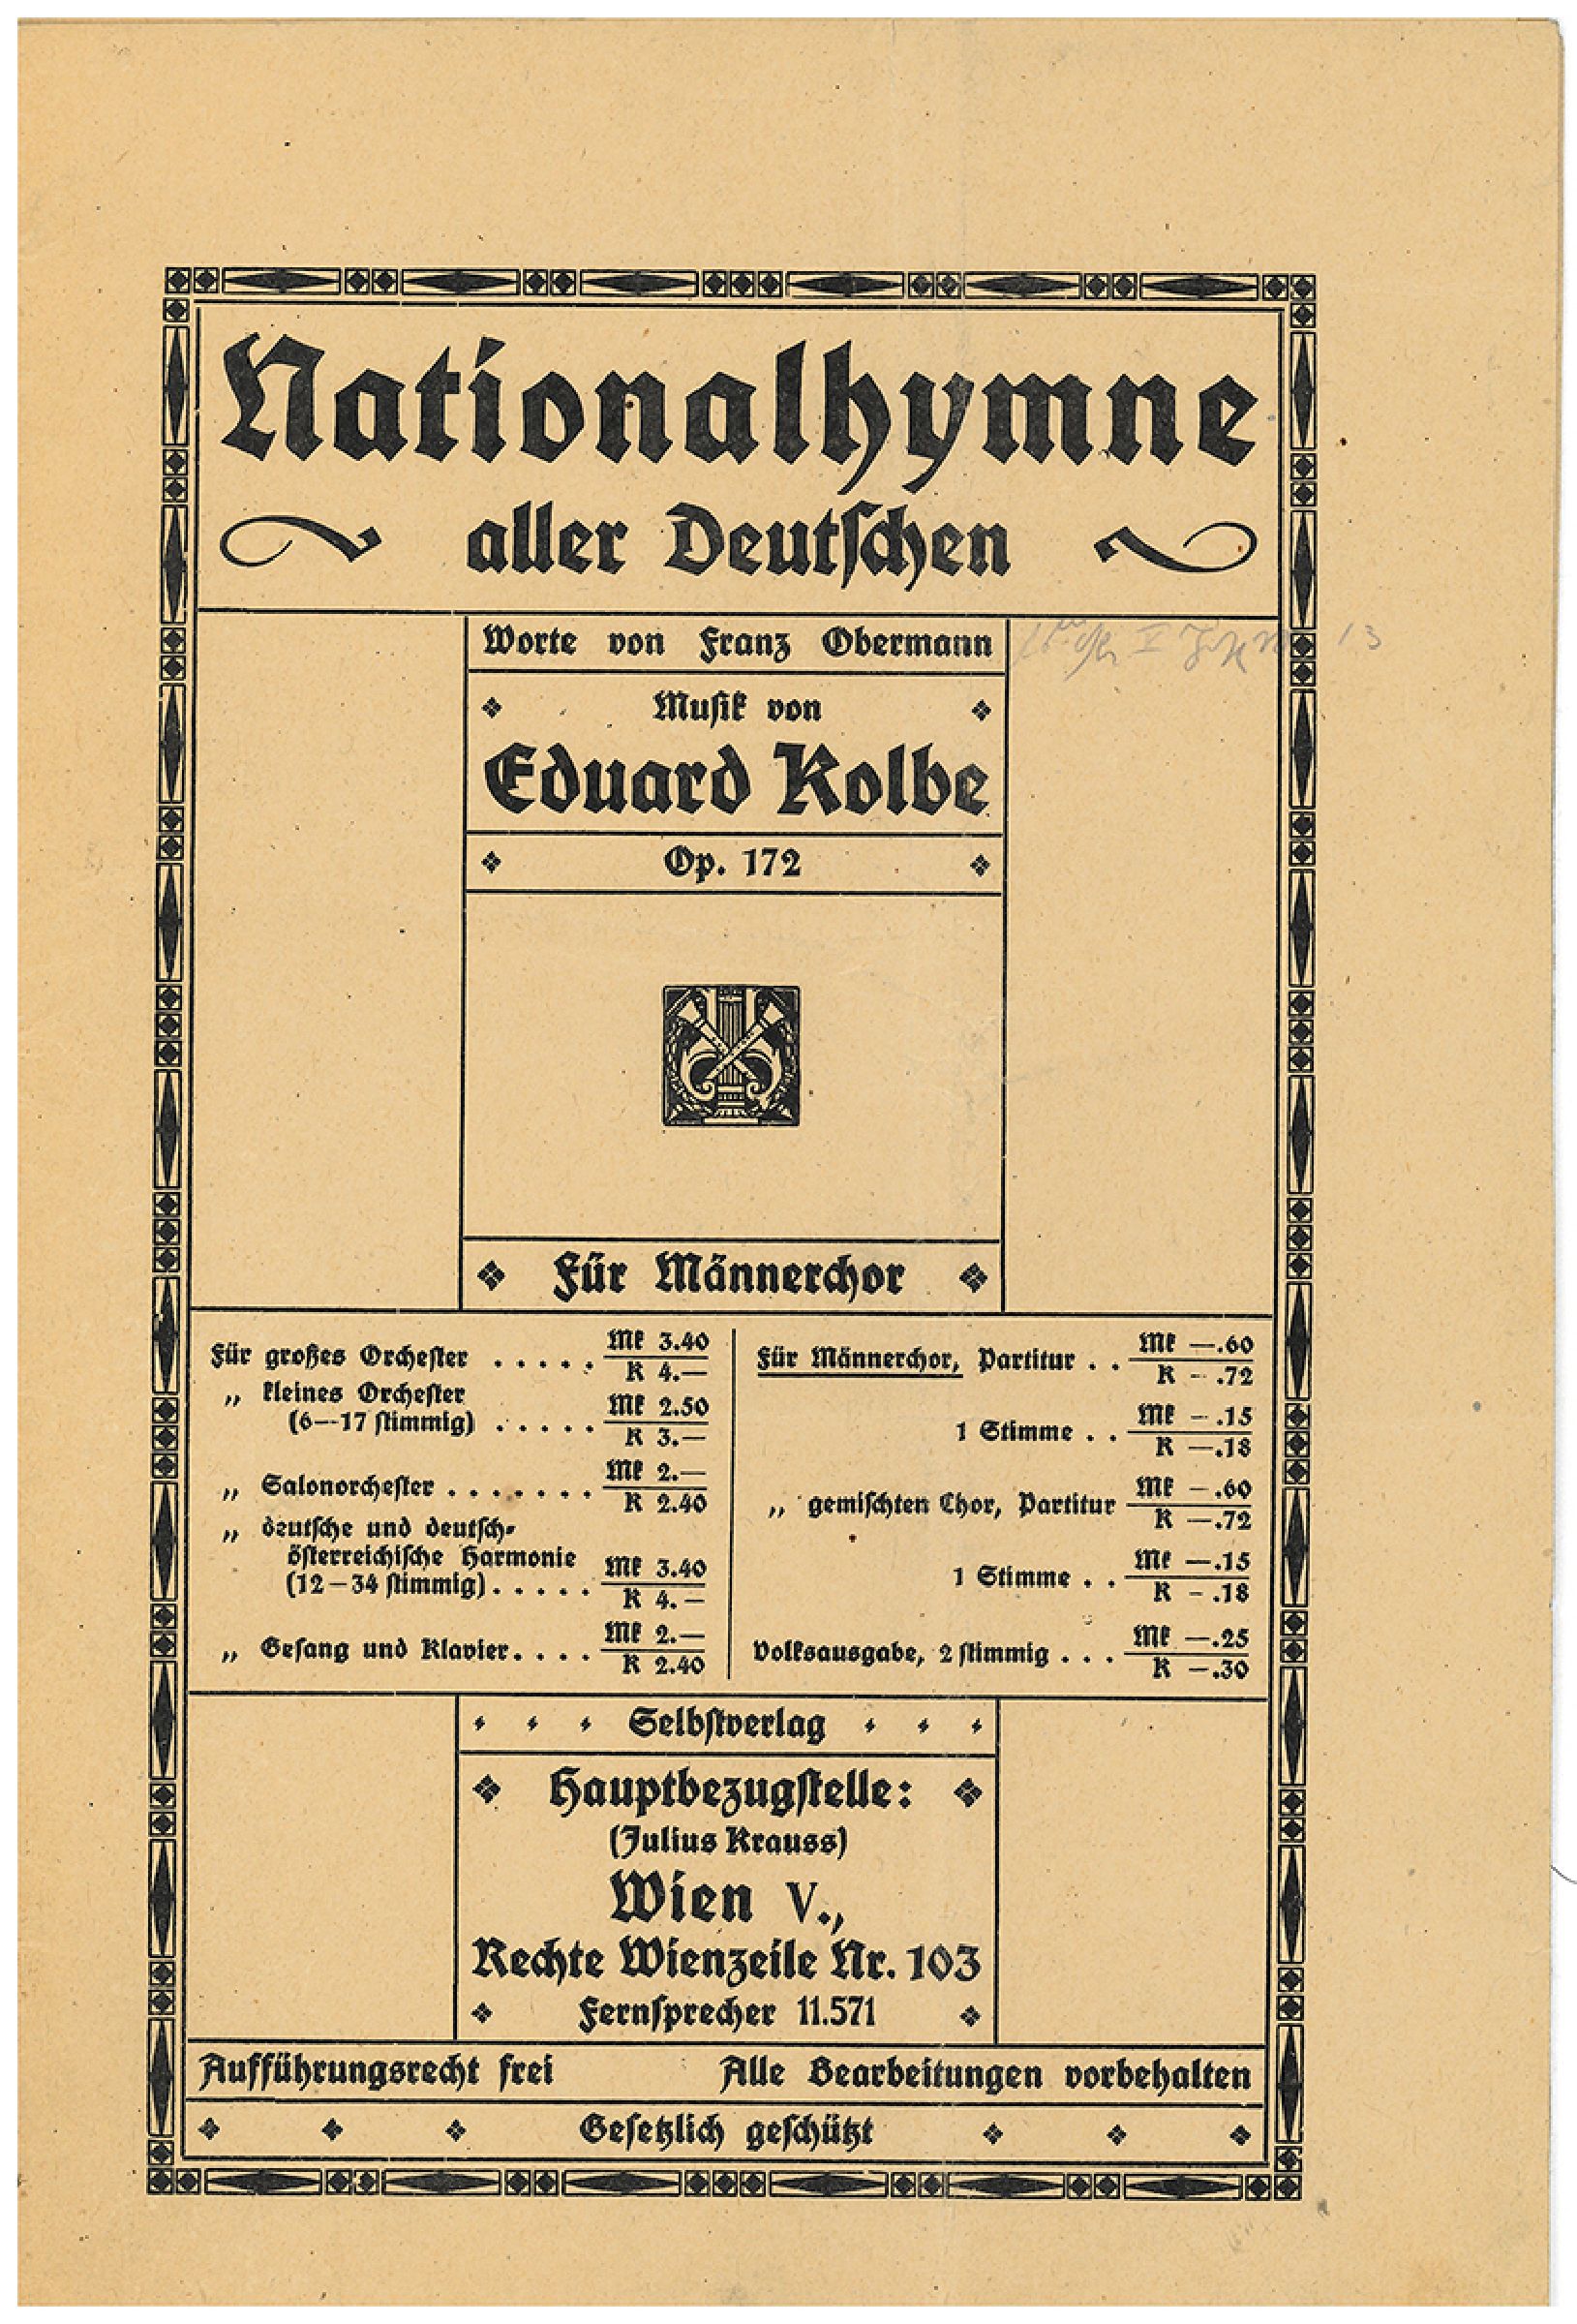 Nationalhymne
aller Deutschen
Worte von Franz Obermann
Musik von
Eduard Kolbe
Op. 172
Für Männerchor
Für großes Orchester ..... Mk 3.40
K 4.—
„ kleines Orchester
(6—17 stimmig) ..... Mk 2.50
K 3.—
„ Salonorchester ....... Mk 2.—
K 2.40
„ deutsche und deutsch-
österreichische Harmonie
(12—34 stimmig) ..... Mk 3.40
K 4.—
„ Gesang und Klavier .... Mk 2.—
K 2.40
Für Männerchor, Partitur .. Mk —.60
K —.72
1 Stimme .. Mk —.15
K —.18
„ gemischten Chor, Partitur Mk —.60
K —.72
1 Stimme .. Mk —.15
K —.18
Volksausgabe, 2 stimmig ... Mk —.25
K —.30
Selbstverlag
Hauptbezugstelle:
(Julius Krauss)
Wien V.,
Rechte Wienzeile Nr. 103
Fernsprecher 11.571
Aufführungsrecht frei Alle Bearbeitungen vorbehalten
Gesetzlich geschützt